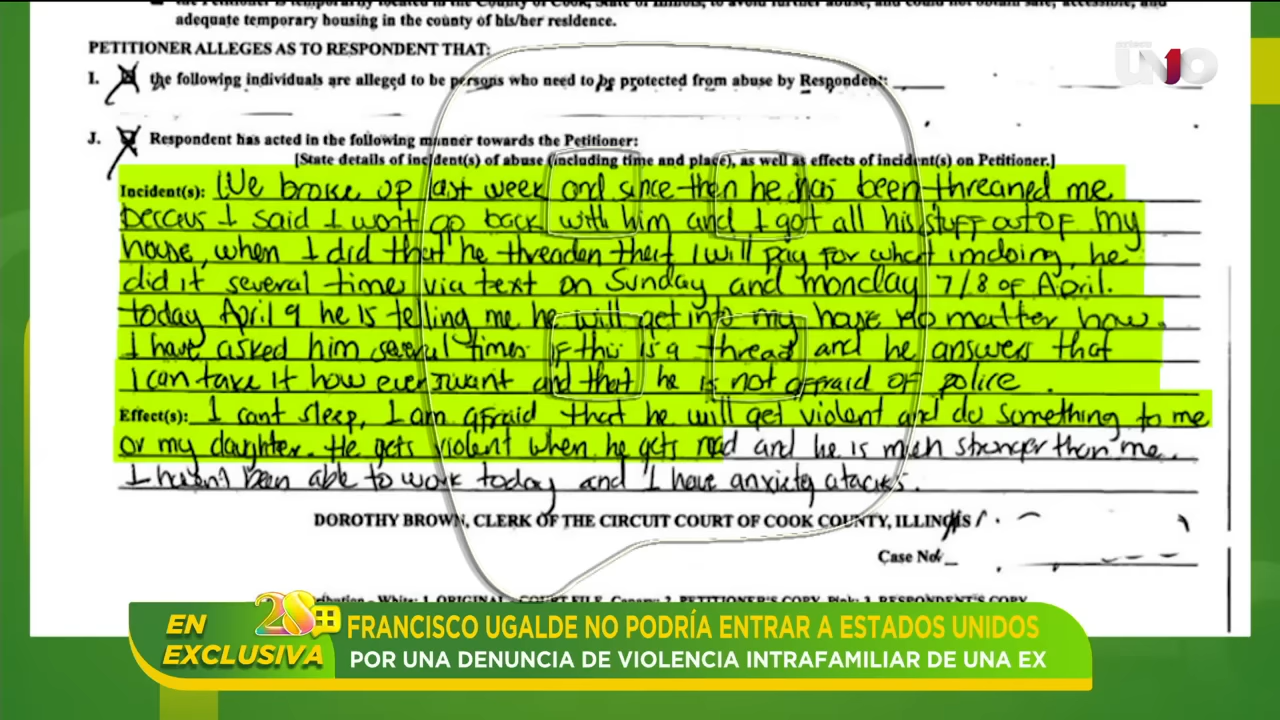 adequate temporary housing in the county of his/her residence.
PETITIONER ALLEGES AS TO RESPONDENT THAT:
I. the following individuals are alleged to be persons who need to be protected from abuse by Respondent:
J. Respondent has acted in the following manner towards the Petitioner:
[State details of incident(s) of abuse (including time and place), as well as effects of incident(s) on Petitioner.]
Incident(s): We broke up last week and since then he has been threaned me
beccaus I said I wont go back with him and I got all his stuff out of my
house, when I did that he threaden that I will pay for what imdoing, he
did it several times via text on Sunday and monday 7/8 of April.
today April 9 he is telling me he will get into my house no matter how.
I have asked him several times if this is a thread and he answers that
I can take it how ever I want and that he is not affraid of police.
Effect(s): I cant sleep, I am afraid that he will get violent and do something to me
or my daughter. He gets violent when he gets mad and he is much stronger than me.
I hasn't been able to work today and I have anxiety atacks.
DOROTHY BROWN, CLERK OF THE CIRCUIT COURT OF COOK COUNTY, ILLINOIS
Case No.
UNO
EN EXCLUSIVA
FRANCISCO UGALDE NO PODRÍA ENTRAR A ESTADOS UNIDOS
POR UNA DENUNCIA DE VIOLENCIA INTRAFAMILIAR DE UNA EX